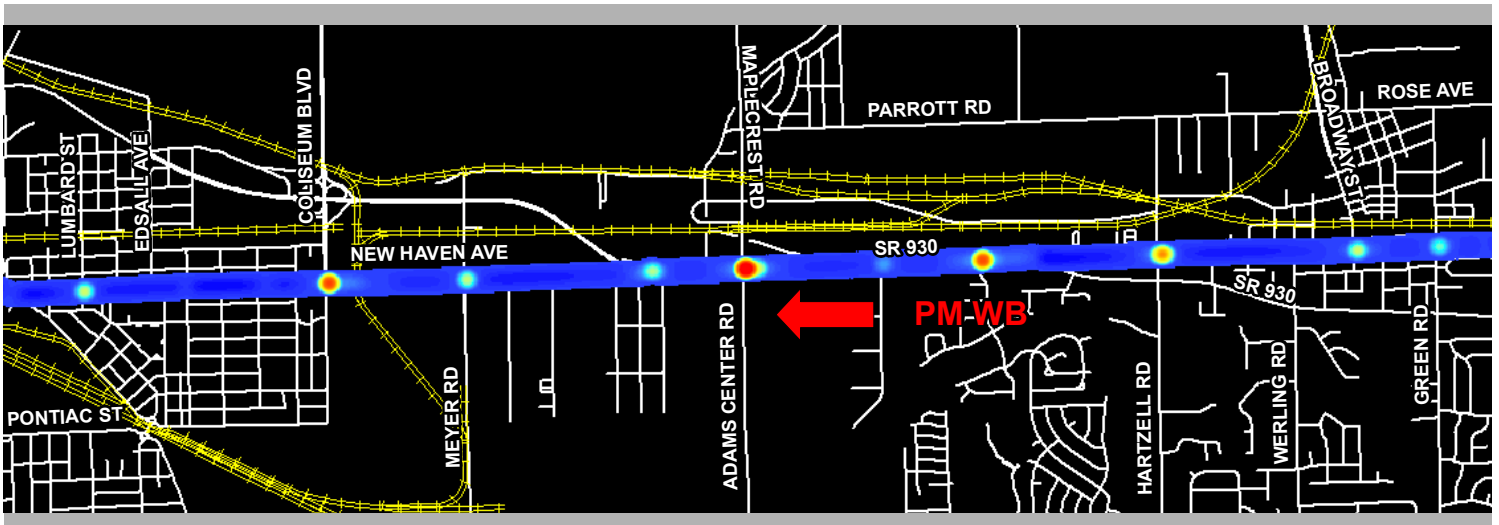 LUMBARD ST
EDSALL AVE
COLISEUM BLVD
MAPLECREST RD
PARROTT RD
BROADWAY ST
ROSE AVE
NEW HAVEN AVE
SR 930
SR 930
PM WB
PONTIAC ST
MEYER RD
ADAMS CENTER RD
HARTZELL RD
WERLING RD
GREEN RD